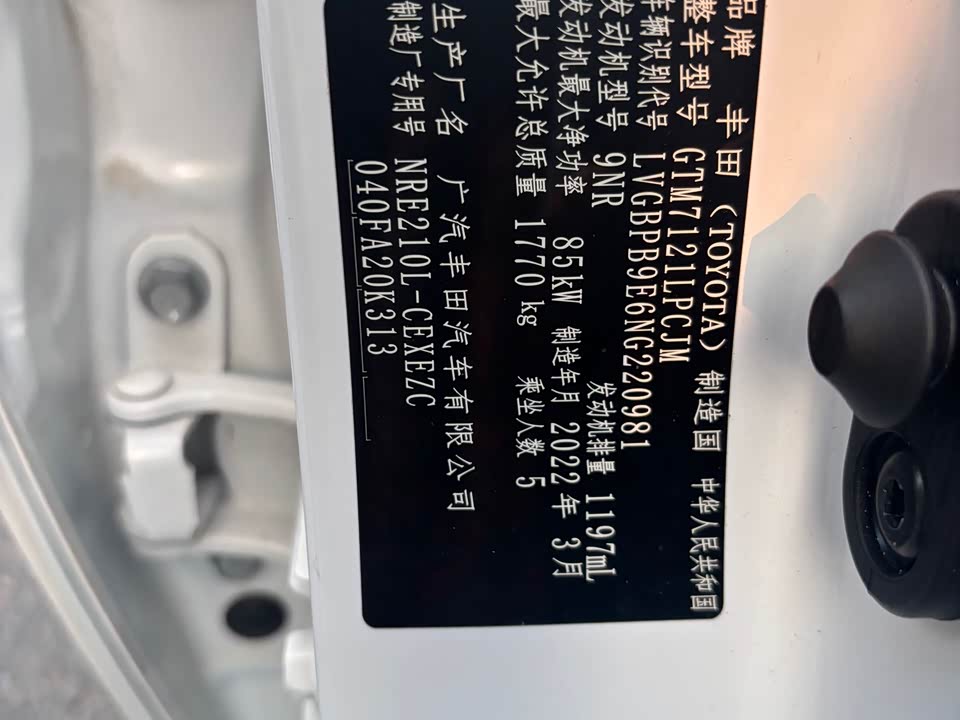 品牌 丰田(TOYOTA) 制造国 中华人民共和国
整车型号 GTM7121LPCJM
车辆识别代号 LVGBPB9E6NG220981
发动机型号 9NR 发动机排量 1197mL
发动机最大净功率 85kW 制造年月 2022年 3月
最大允许总质量 1770 kg 乘坐人数 5
生产厂名 广汽丰田汽车有限公司
制造厂专用号 NRE210L-CEXEZC
040FA20K313